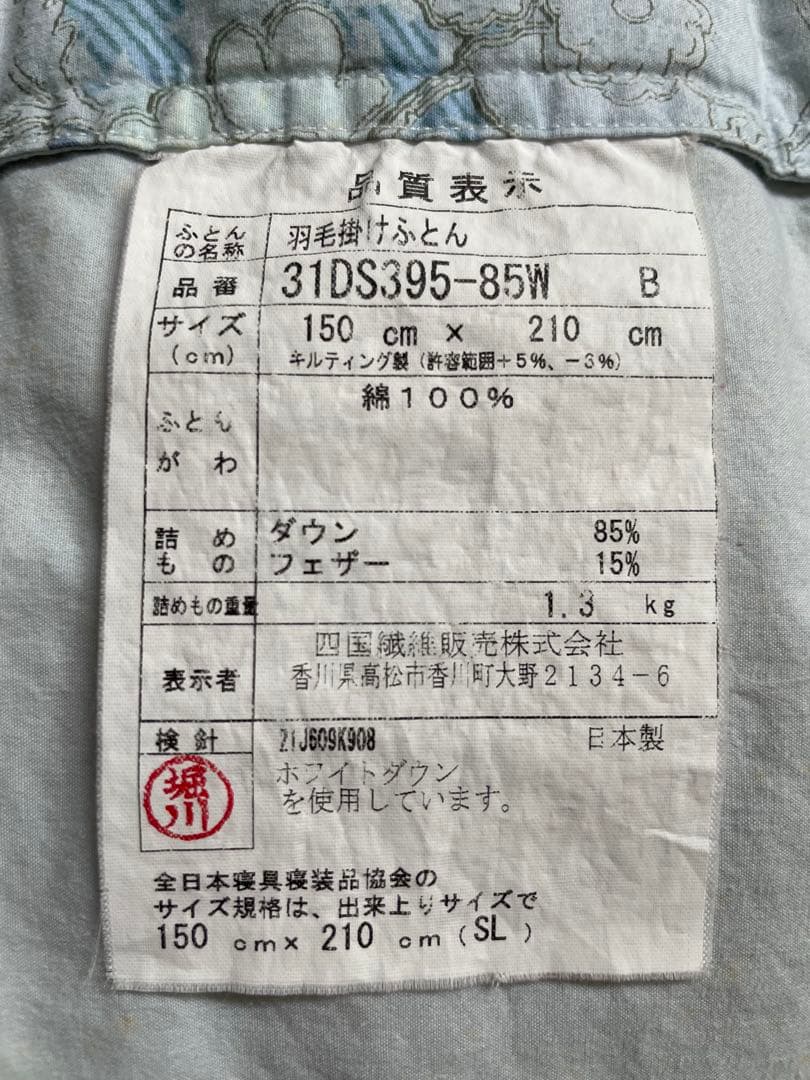 品質表示
ふとんの名称 羽毛掛けふとん
品番 31DS395-85W B
サイズ(cm) 150 cm × 210 cm
キルティング製（許容範囲＋5%、－3%）
ふとんがわ 綿１００％
詰めもの ダウン 85%
フェザー 15%
詰めもの重量 1.3 kg
表示者 四国繊維販売株式会社
香川県高松市香川町大野２１３４－６
検針 21J609K908 日本製
堀川
ホワイトダウン
を使用しています。
全日本寝具寝装品協会の
サイズ規格は、出来上りサイズで
150 cm× 210 cm（SL）